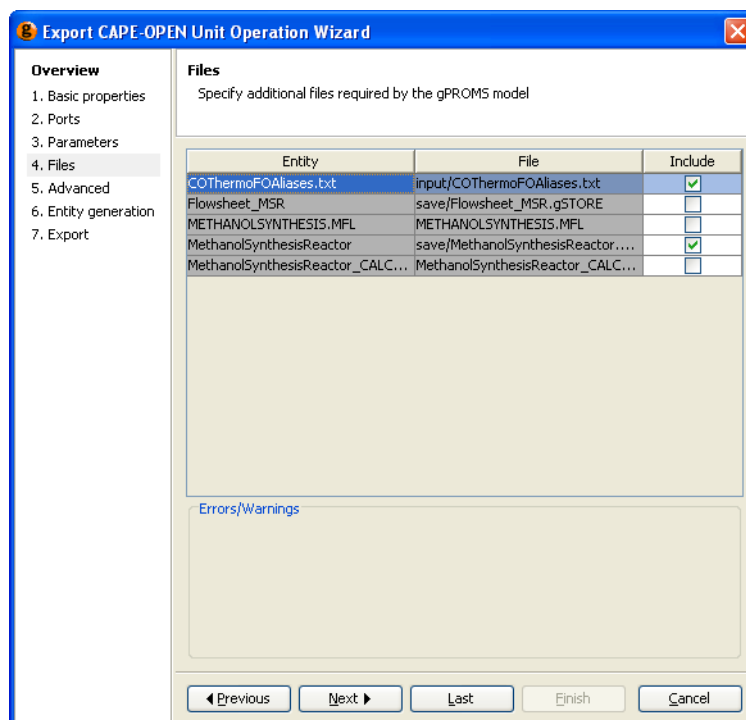 Export CAPE-OPEN Unit Operation Wizard
Overview
1. Basic properties
2. Ports
3. Parameters
4. Files
5. Advanced
6. Entity generation
7. Export
Files
Specify additional files required by the gPROMS model
Entity File Include
COThermoFOAliases.txt input/COThermoFOAliases.txt
Flowsheet_MSR save/Flowsheet_MSR.gSTORE
METHANOLSYNTHESIS.MFL METHANOLSYNTHESIS.MFL
MethanolSynthesisReactor save/MethanolSynthesisReactor....
MethanolSynthesisReactor_CALC... MethanolSynthesisReactor_CALC...
Errors/Warnings
Previous Next Last Finish Cancel